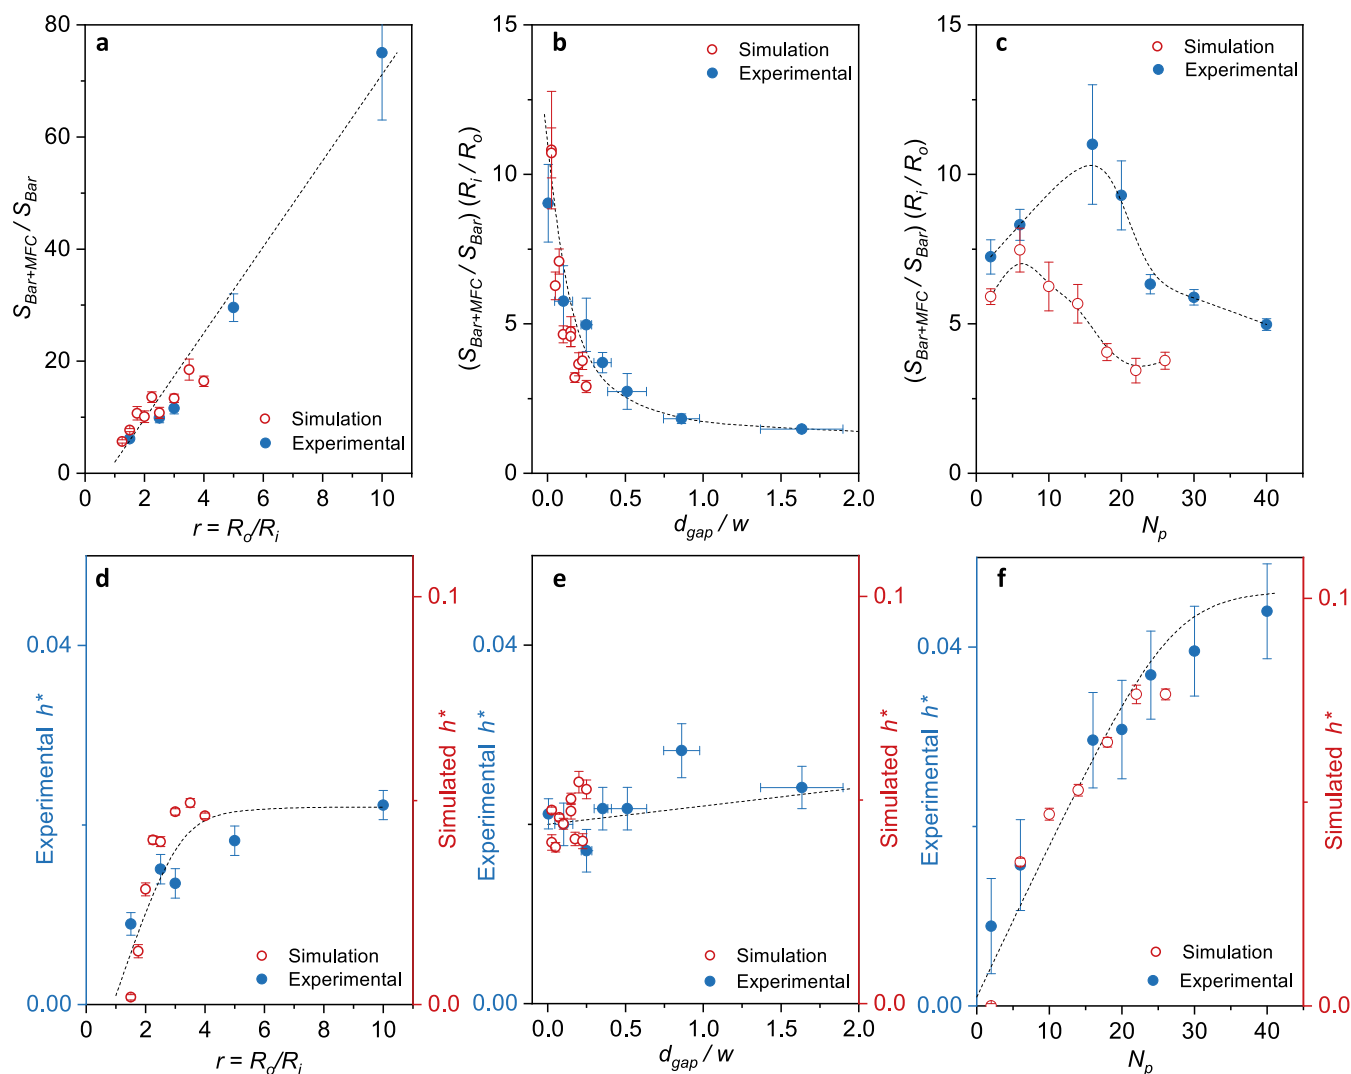 a
80
60
40
20
0
S_Bar+MFC / S_Bar
Simulation
Experimental
0 2 4 6 8 10
r = R_o/R_i
b
15
10
5
0
(S_Bar+MFC / S_Bar) (R_i / R_o)
Simulation
Experimental
0.0 0.5 1.0 1.5 2.0
d_gap / w
c
15
10
5
0
(S_Bar+MFC / S_Bar) (R_i / R_o)
Simulation
Experimental
0 10 20 30 40
N_p
d
0.04
0.00
Experimental h*
0.1
0.0
Simulated h*
Simulation
Experimental
0 2 4 6 8 10
r = R_o/R_i
e
0.04
0.00
Experimental h*
0.1
0.0
Simulated h*
Simulation
Experimental
0.0 0.5 1.0 1.5 2.0
d_gap / w
f
0.04
0.00
Experimental h*
0.1
0.0
Simulated h*
Simulation
Experimental
0 10 20 30 40
N_p